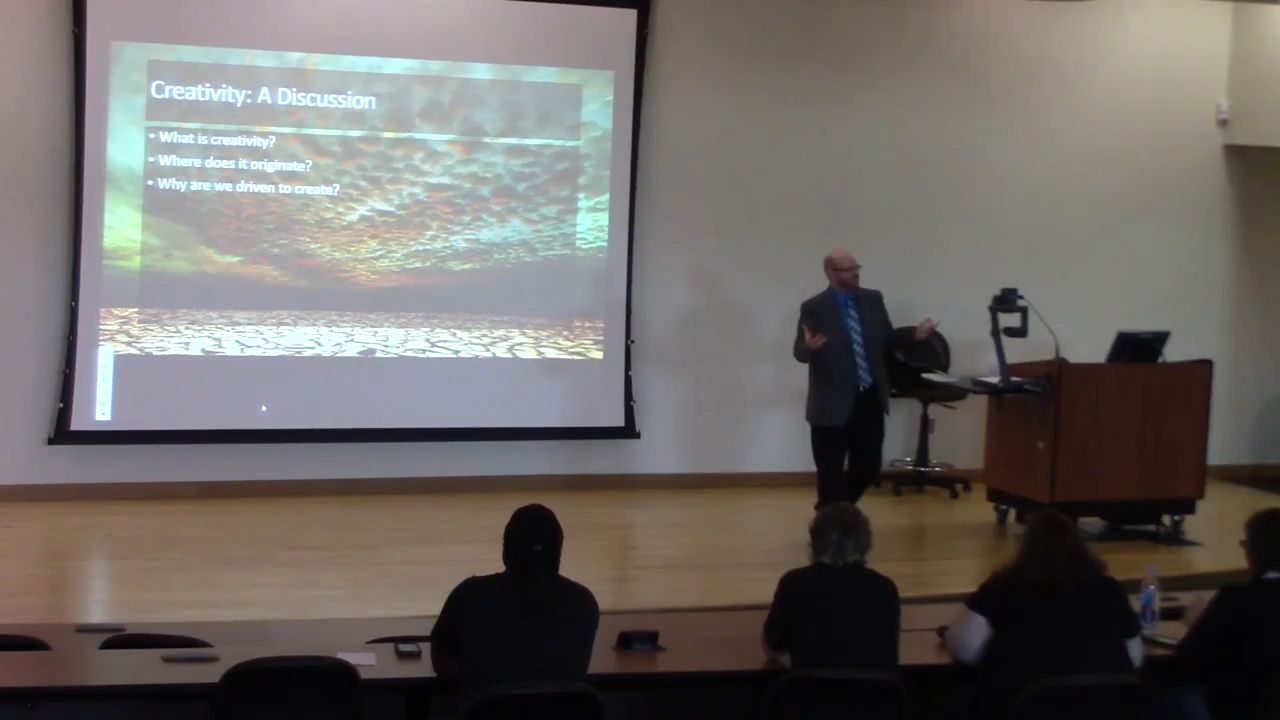 Creativity: A Discussion
• What is creativity?
• Where does it originate?
• Why are we driven to create?